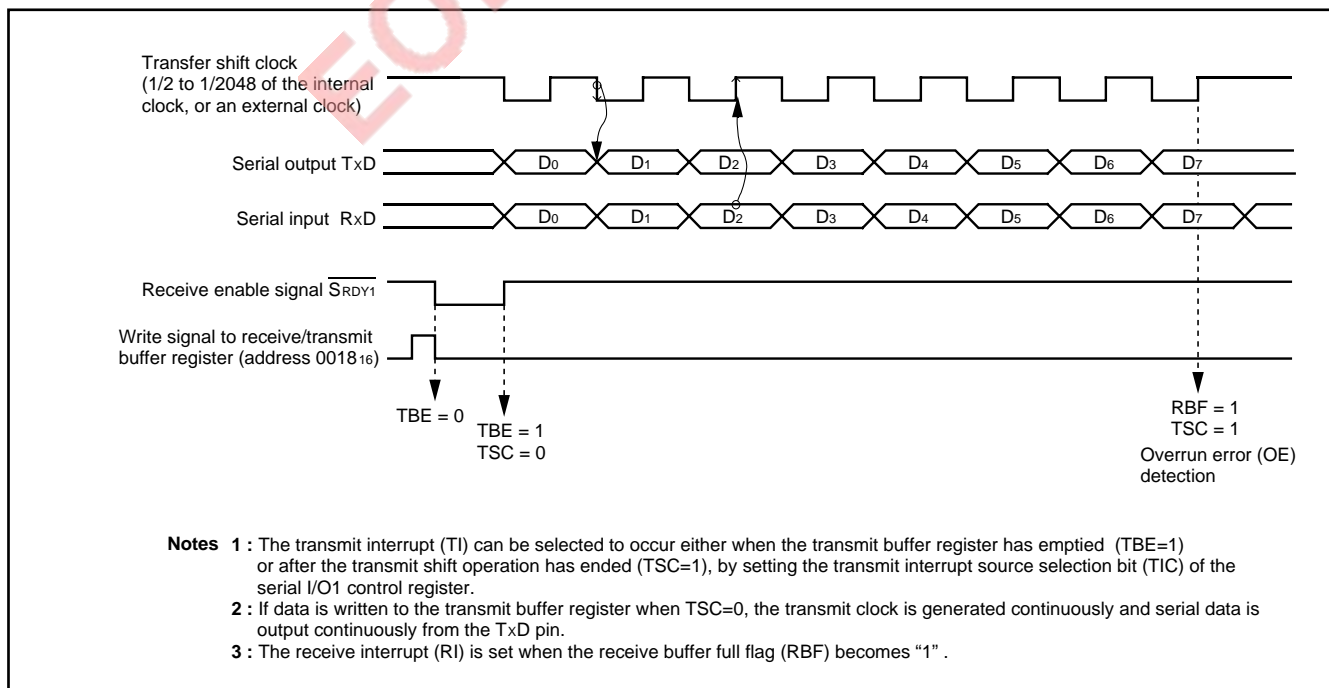 EO
Transfer shift clock
(1/2 to 1/2048 of the internal
clock, or an external clock)
Serial output TxD
D0 D1 D2 D3 D4 D5 D6 D7
Serial input RxD
D0 D1 D2 D3 D4 D5 D6 D7
Receive enable signal S̅R̅D̅Y̅1̅
Write signal to receive/transmit
buffer register (address 001816)
TBE = 0
TBE = 1
TSC = 0
RBF = 1
TSC = 1
Overrun error (OE)
detection
Notes 1 : The transmit interrupt (TI) can be selected to occur either when the transmit buffer register has emptied (TBE=1)
or after the transmit shift operation has ended (TSC=1), by setting the transmit interrupt source selection bit (TIC) of the
serial I/O1 control register.
2 : If data is written to the transmit buffer register when TSC=0, the transmit clock is generated continuously and serial data is
output continuously from the TxD pin.
3 : The receive interrupt (RI) is set when the receive buffer full flag (RBF) becomes “1” .